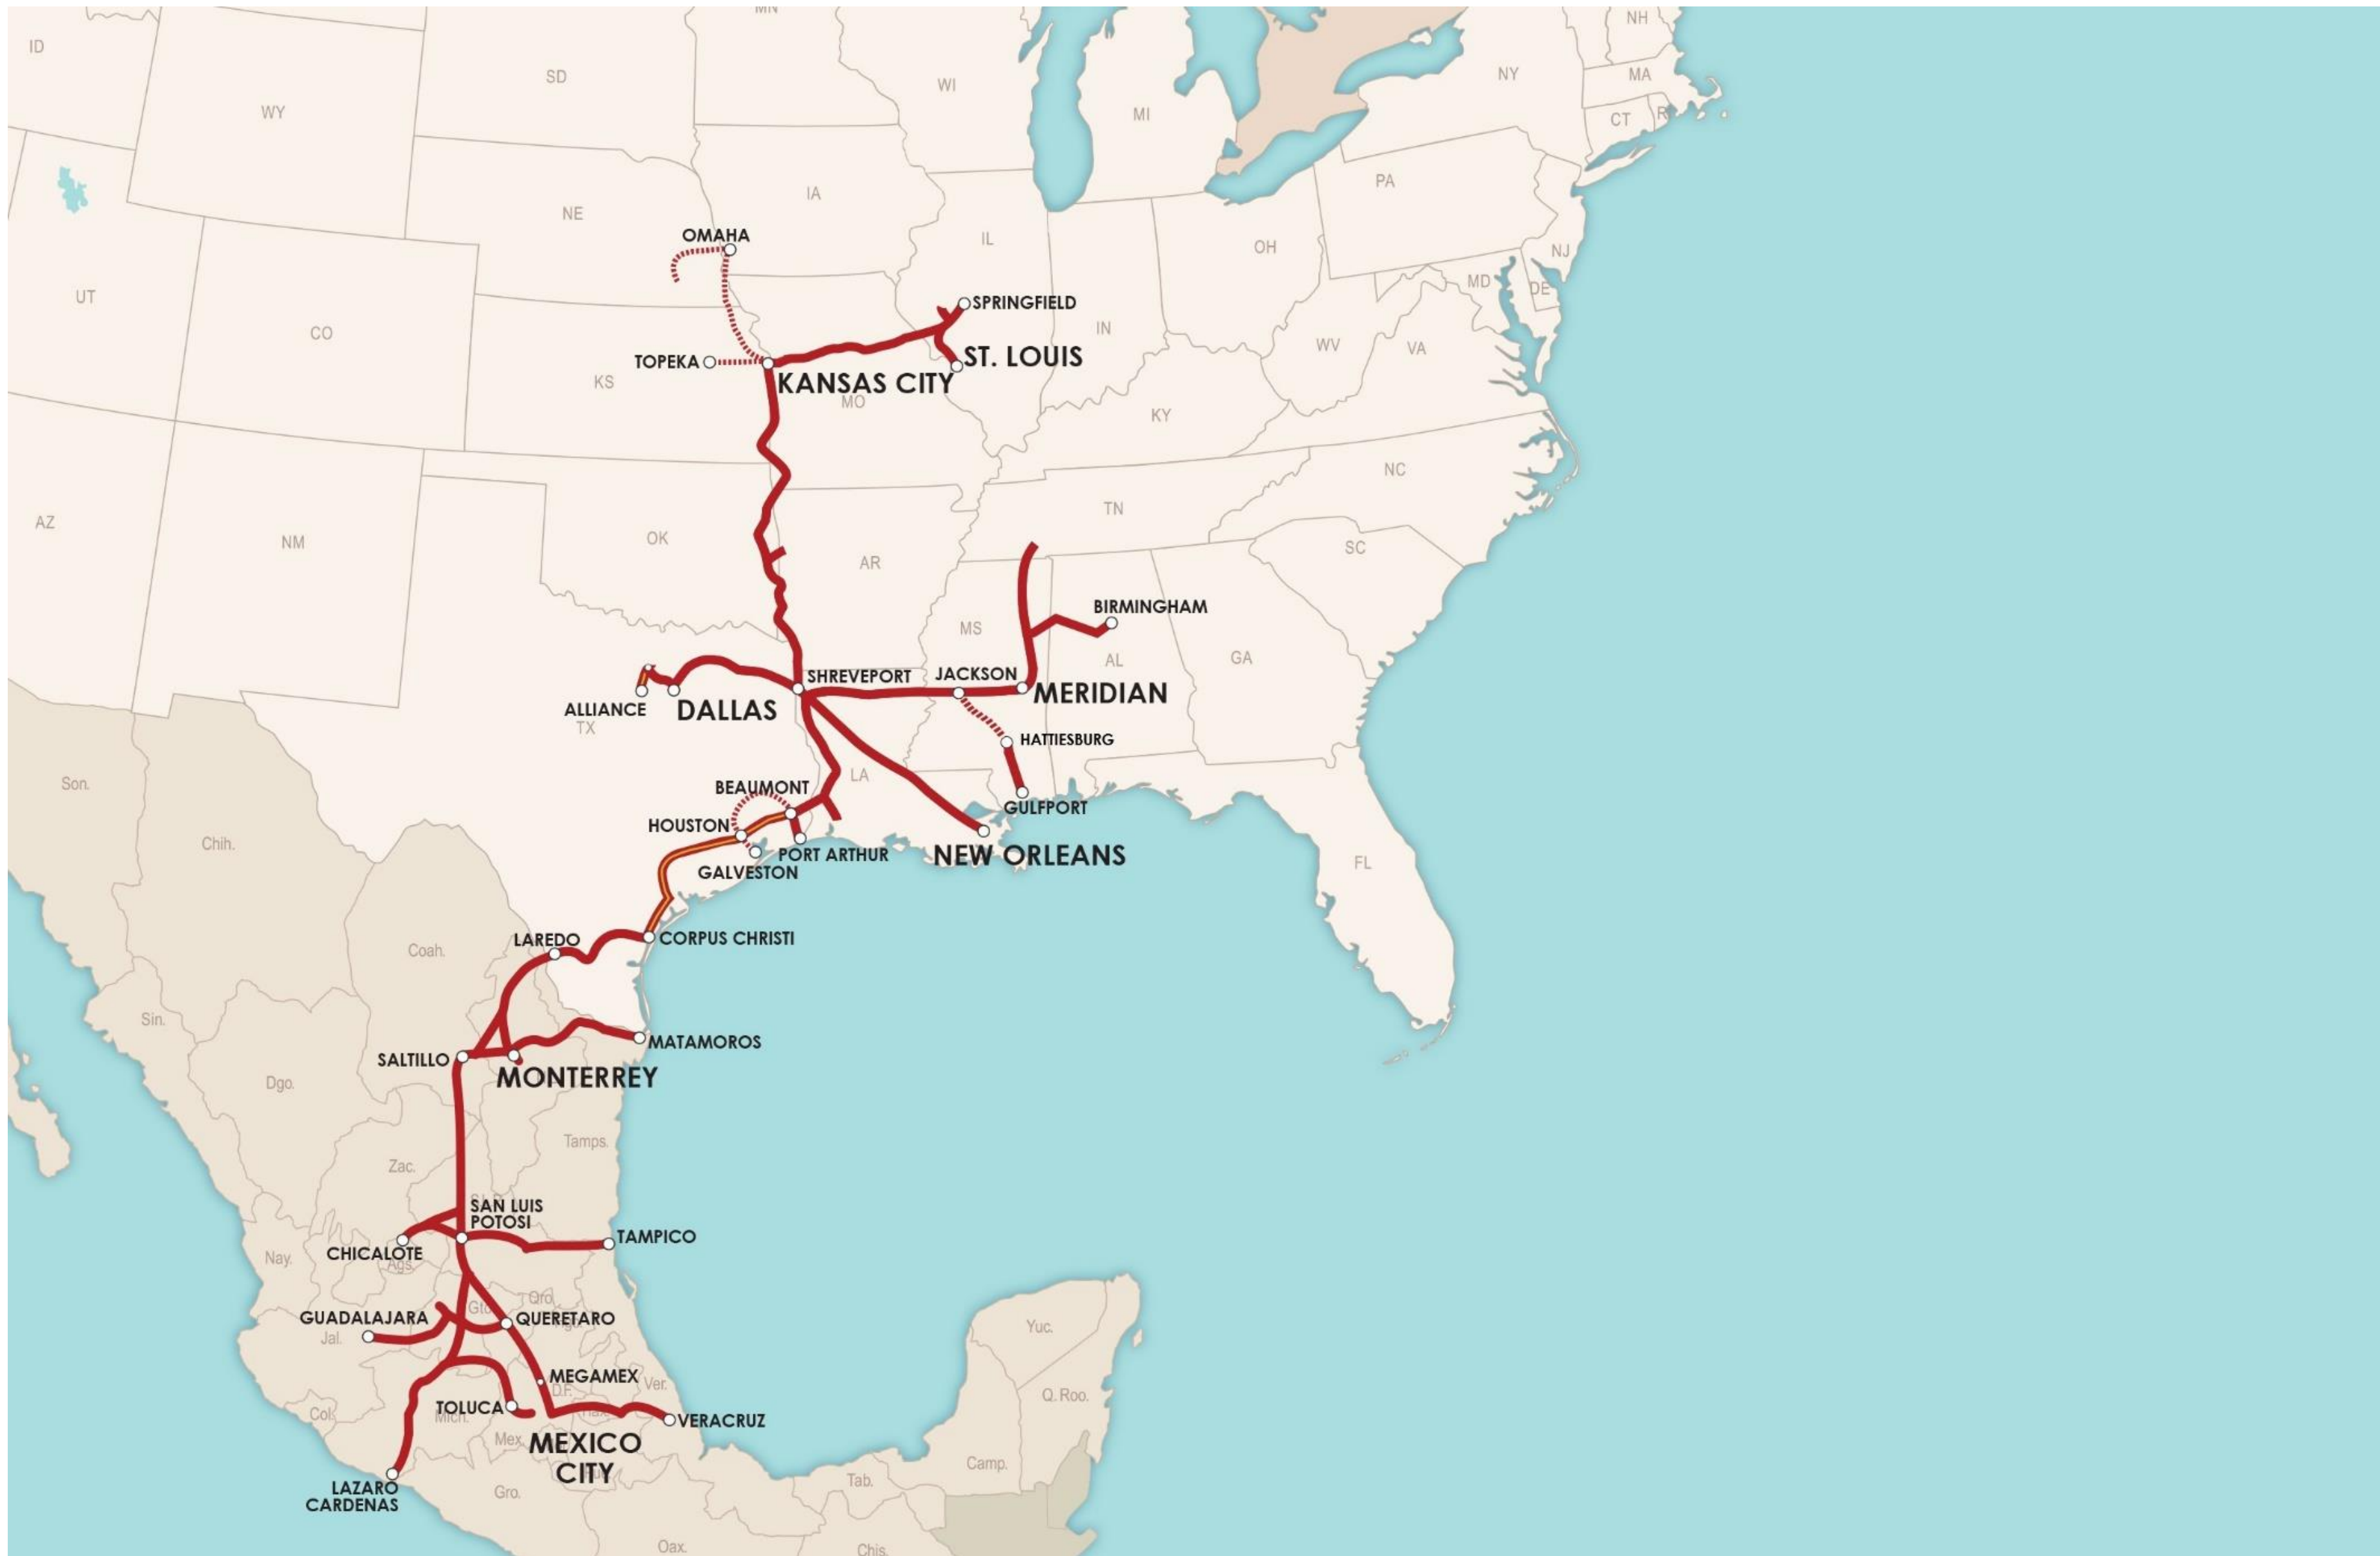 MN
NH
ID
SD
NY
MA
WI
WY
MI
CT
R
PA
IA
NE
OMAHA
IL
OH
NJ
MD
DE
UT
SPRINGFIELD
IN
CO
WV
VA
ST. LOUIS
TOPEKA
KS
KANSAS CITY
MO
KY
NC
TN
AZ
NM
OK
SC
AR
BIRMINGHAM
MS
AL
GA
SHREVEPORT
JACKSON
MERIDIAN
ALLIANCE
DALLAS
TX
HATTIESBURG
LA
Son.
BEAUMONT
GULFPORT
HOUSTON
Chih.
PORT ARTHUR
NEW ORLEANS
GALVESTON
FL
LAREDO
CORPUS CHRISTI
Coah.
Sin.
MATAMOROS
SALTILLO
MONTERREY
Dgo.
Tamps.
Zac.
SAN LUIS
POTOSI
TAMPICO
CHICALOTE
Nay.
Ags.
Qro.
Gto.
GUADALAJARA
QUERETARO
Jal.
Yuc.
MEGAMEX
D.F.
Ver.
Q. Roo.
TOLUCA
Col.
Mich.
VERACRUZ
Mex.
MEXICO
CITY
Camp.
LAZARO
CARDENAS
Gro.
Tab.
Oax.
Chis.